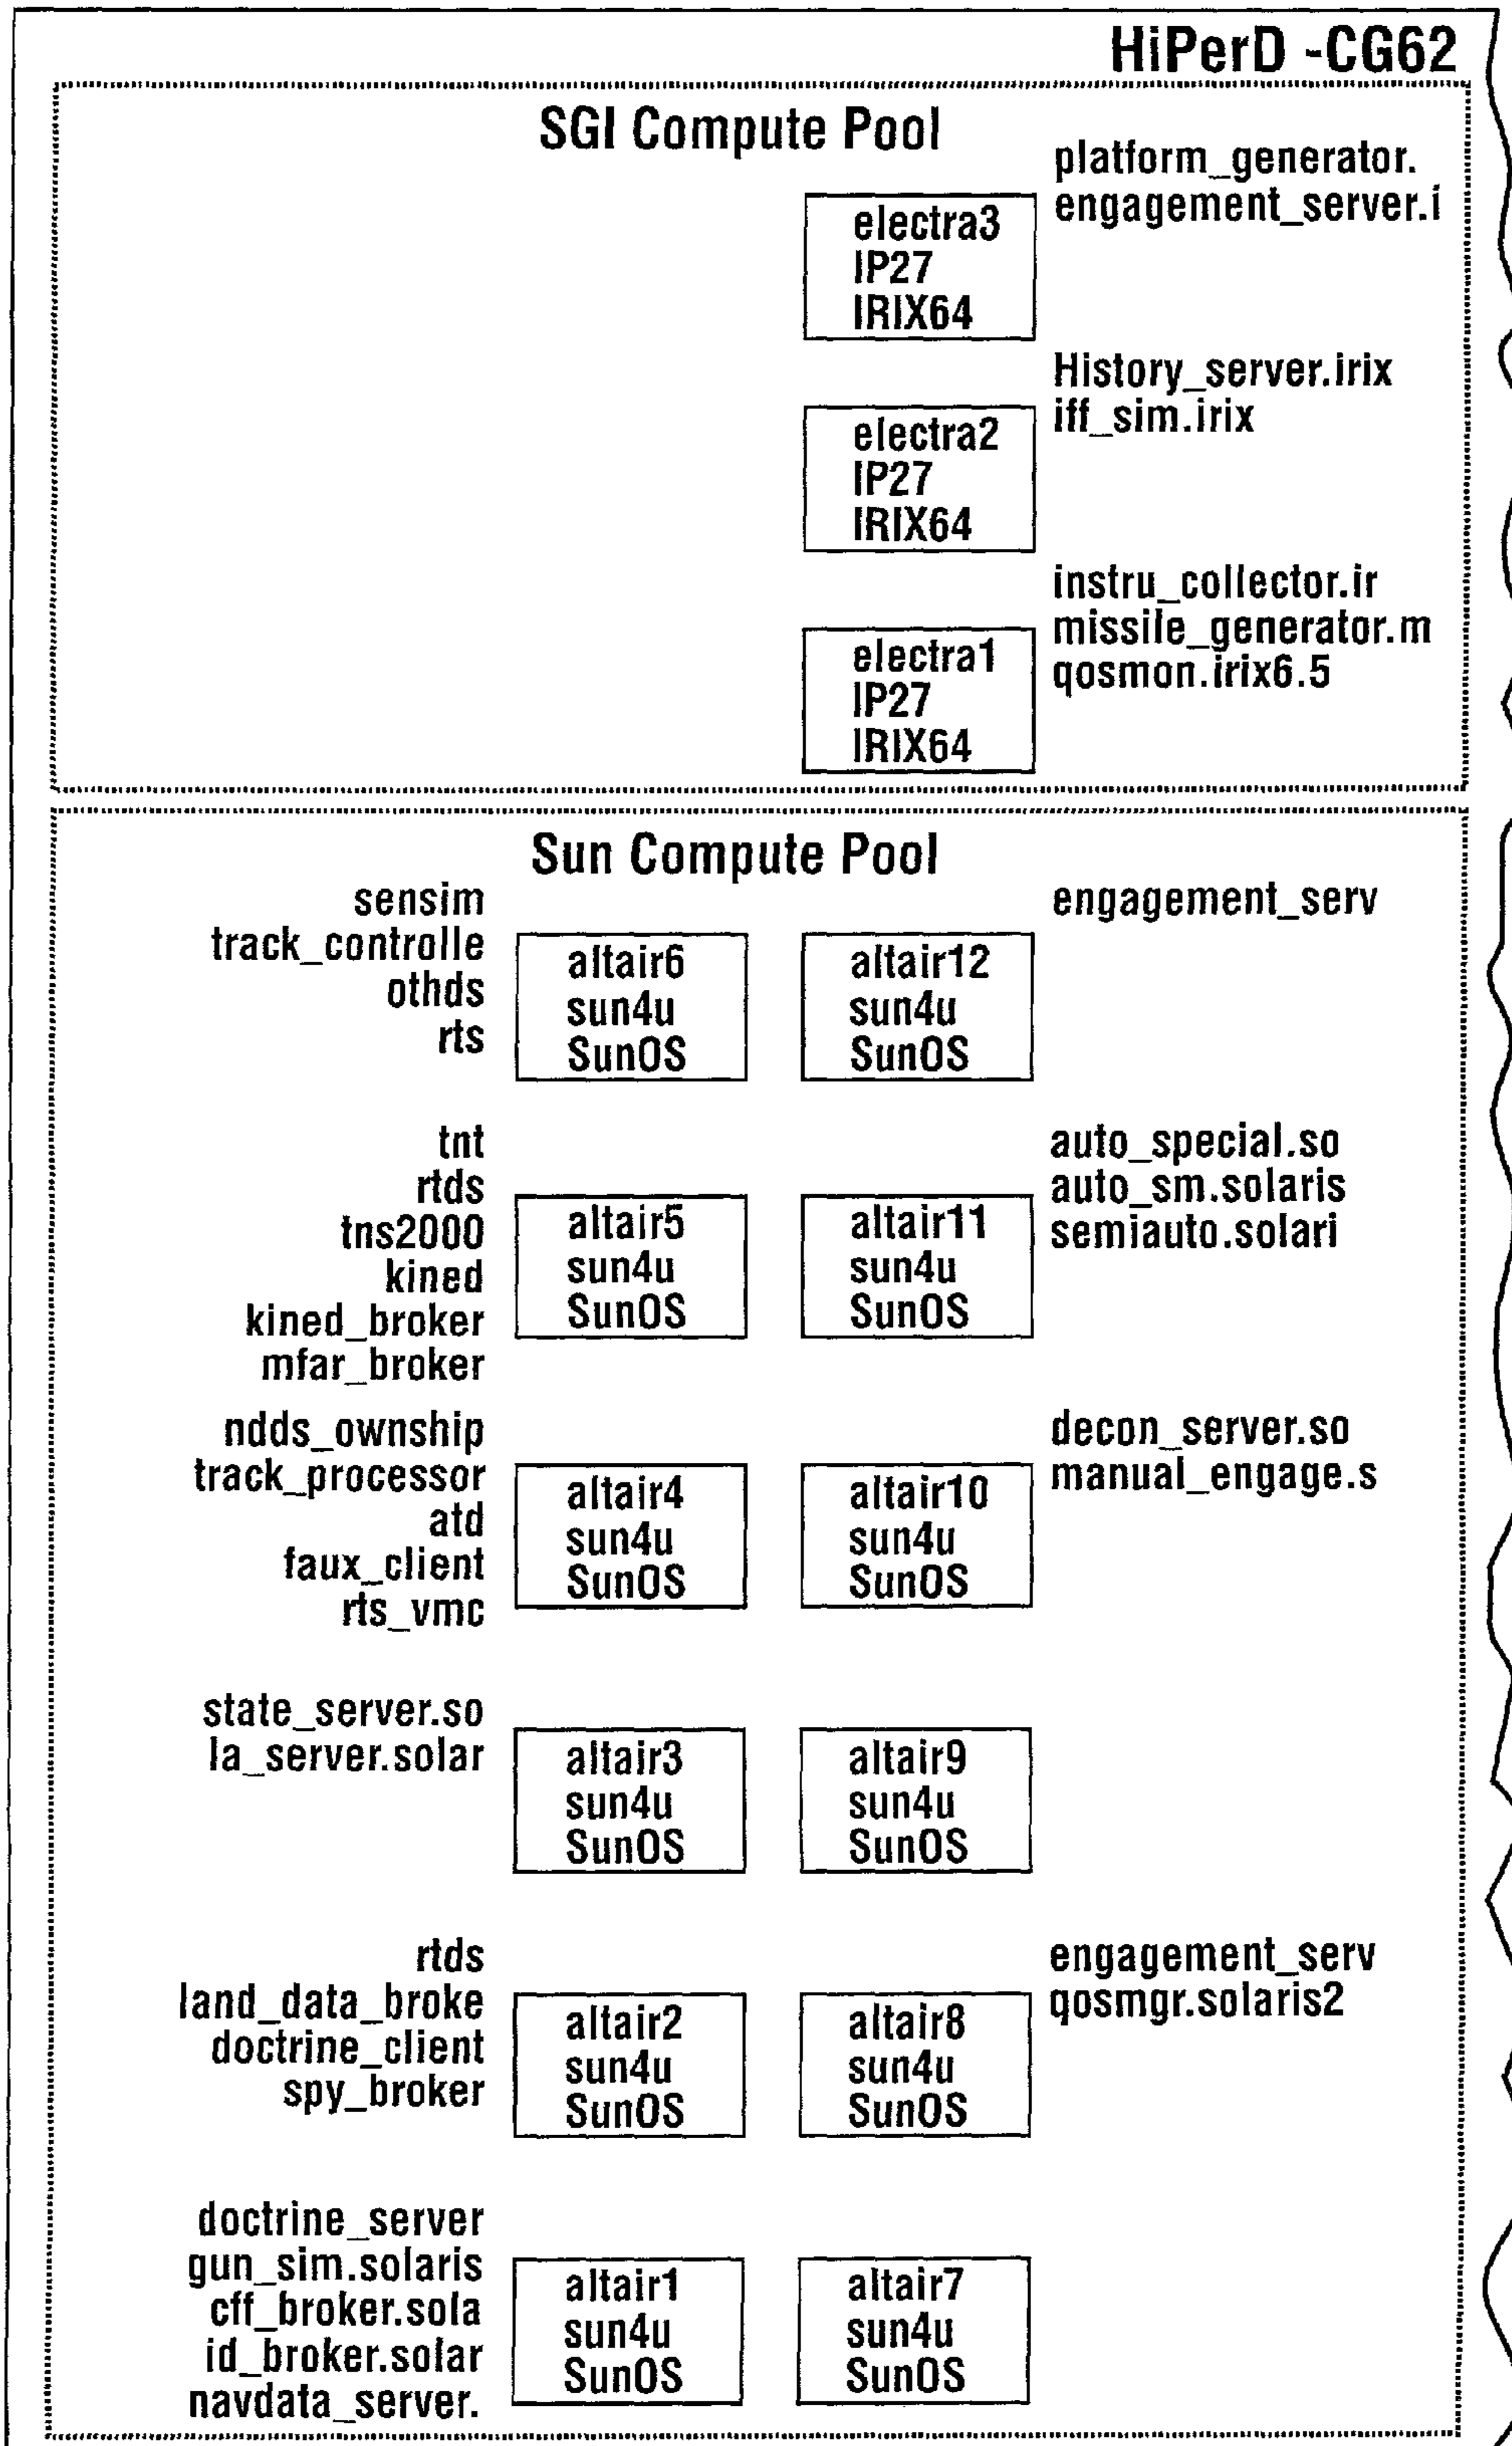 HiPerD -CG62
SGI Compute Pool
platform_generator.
engagement_server.i
electra3
IP27
IRIX64
History_server.irix
iff_sim.irix
electra2
IP27
IRIX64
instru_collector.ir
missile_generator.m
qosmon.irix6.5
electra1
IP27
IRIX64
Sun Compute Pool
sensim
track_controlle
othds
rts
altair6
sun4u
SunOS
altair12
sun4u
SunOS
engagement_serv
tnt
rtds
tns2000
kined
kined_broker
mfar_broker
altair5
sun4u
SunOS
altair11
sun4u
SunOS
auto_special.so
auto_sm.solaris
semiauto.solari
ndds_ownship
track_processor
atd
faux_client
rts_vmc
altair4
sun4u
SunOS
altair10
sun4u
SunOS
decon_server.so
manual_engage.s
state_server.so
la_server.solar
altair3
sun4u
SunOS
altair9
sun4u
SunOS
rtds
land_data_broke
doctrine_client
spy_broker
altair2
sun4u
SunOS
altair8
sun4u
SunOS
engagement_serv
qosmgr.solaris2
doctrine_server
gun_sim.solaris
cff_broker.sola
id_broker.solar
navdata_server.
altair1
sun4u
SunOS
altair7
sun4u
SunOS